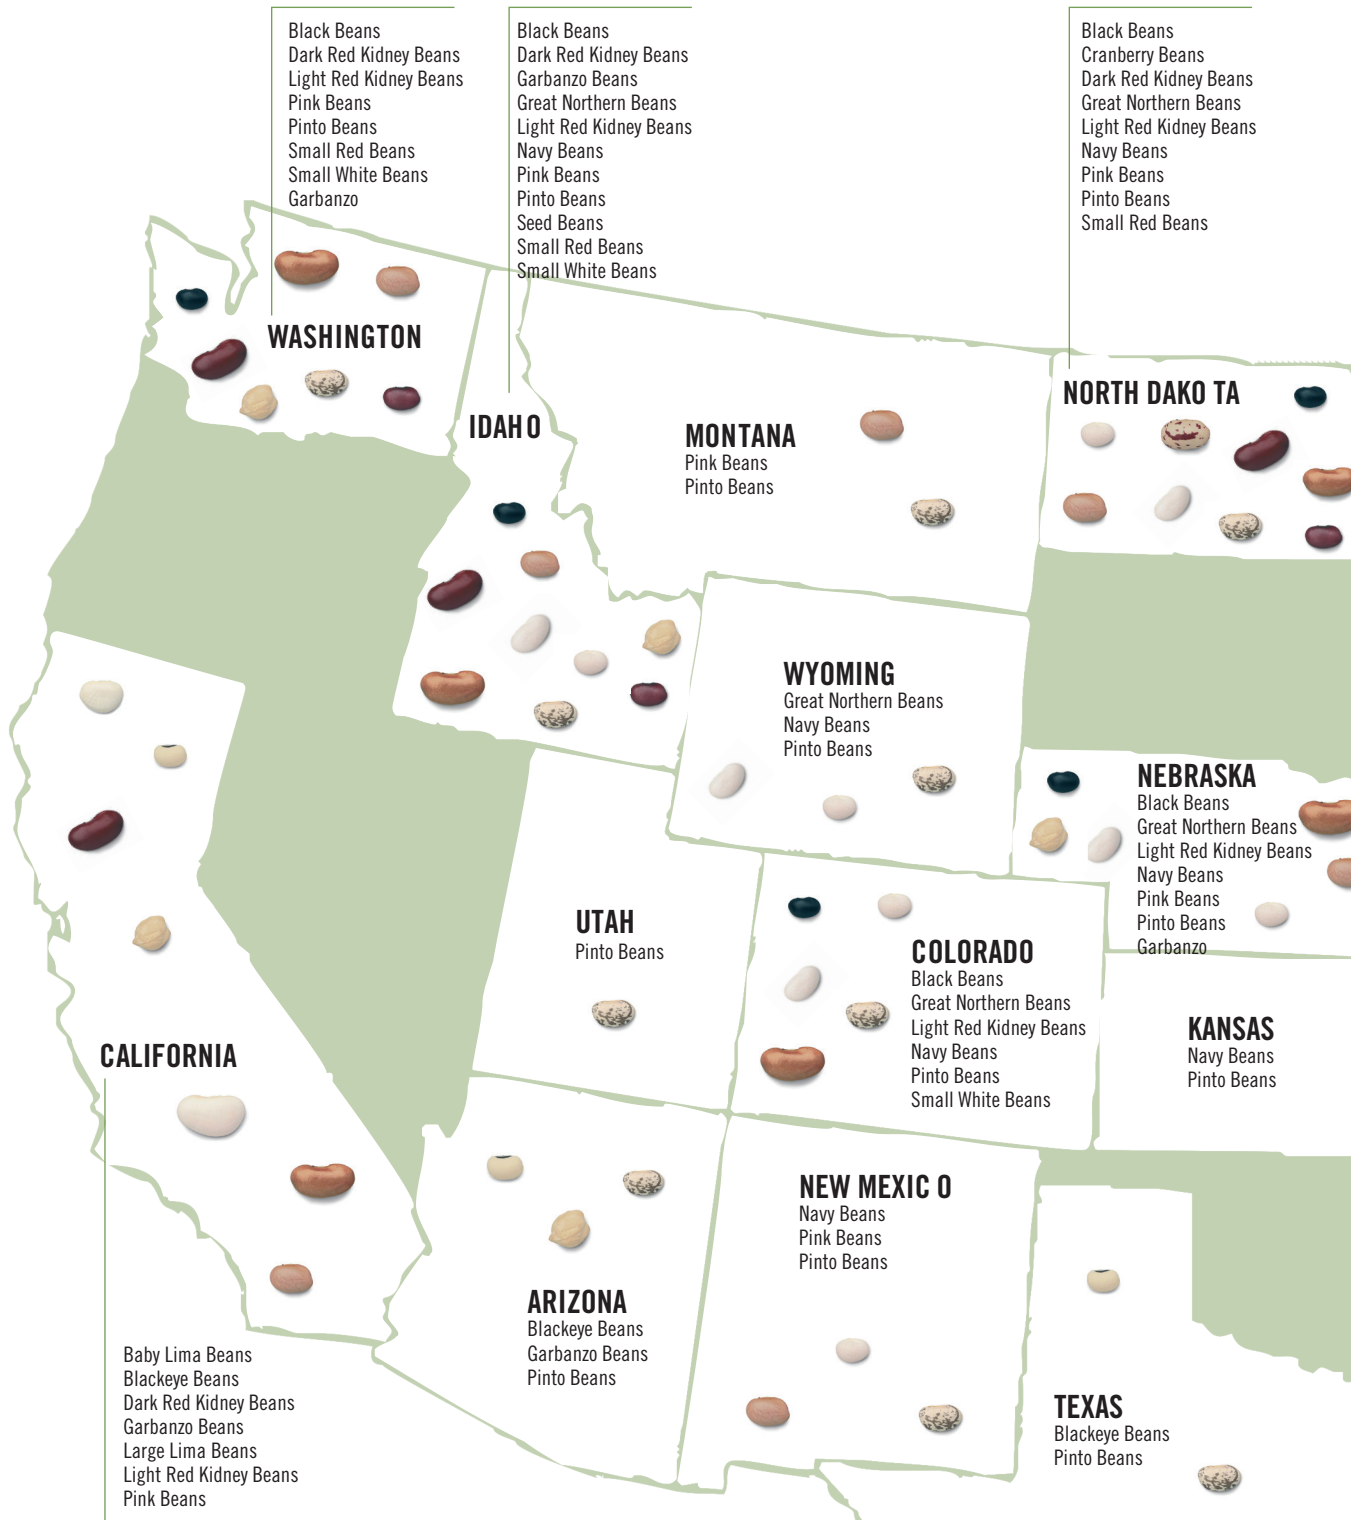 Black Beans
Dark Red Kidney Beans
Light Red Kidney Beans
Pink Beans
Pinto Beans
Small Red Beans
Small White Beans
Garbanzo
Black Beans
Dark Red Kidney Beans
Garbanzo Beans
Great Northern Beans
Light Red Kidney Beans
Navy Beans
Pink Beans
Pinto Beans
Seed Beans
Small Red Beans
Small White Beans
Black Beans
Cranberry Beans
Dark Red Kidney Beans
Great Northern Beans
Light Red Kidney Beans
Navy Beans
Pink Beans
Pinto Beans
Small Red Beans
WASHINGTON
IDAHO
MONTANA
Pink Beans
Pinto Beans
NORTH DAKO TA
WYOMING
Great Northern Beans
Navy Beans
Pinto Beans
NEBRASKA
Black Beans
Great Northern Beans
Light Red Kidney Beans
Navy Beans
Pink Beans
Pinto Beans
Garbanzo
UTAH
Pinto Beans
COLORADO
Black Beans
Great Northern Beans
Light Red Kidney Beans
Navy Beans
Pinto Beans
Small White Beans
KANSAS
Navy Beans
Pinto Beans
CALIFORNIA
Baby Lima Beans
Blackeye Beans
Dark Red Kidney Beans
Garbanzo Beans
Large Lima Beans
Light Red Kidney Beans
Pink Beans
ARIZONA
Blackeye Beans
Garbanzo Beans
Pinto Beans
NEW MEXIC O
Navy Beans
Pink Beans
Pinto Beans
TEXAS
Blackeye Beans
Pinto Beans